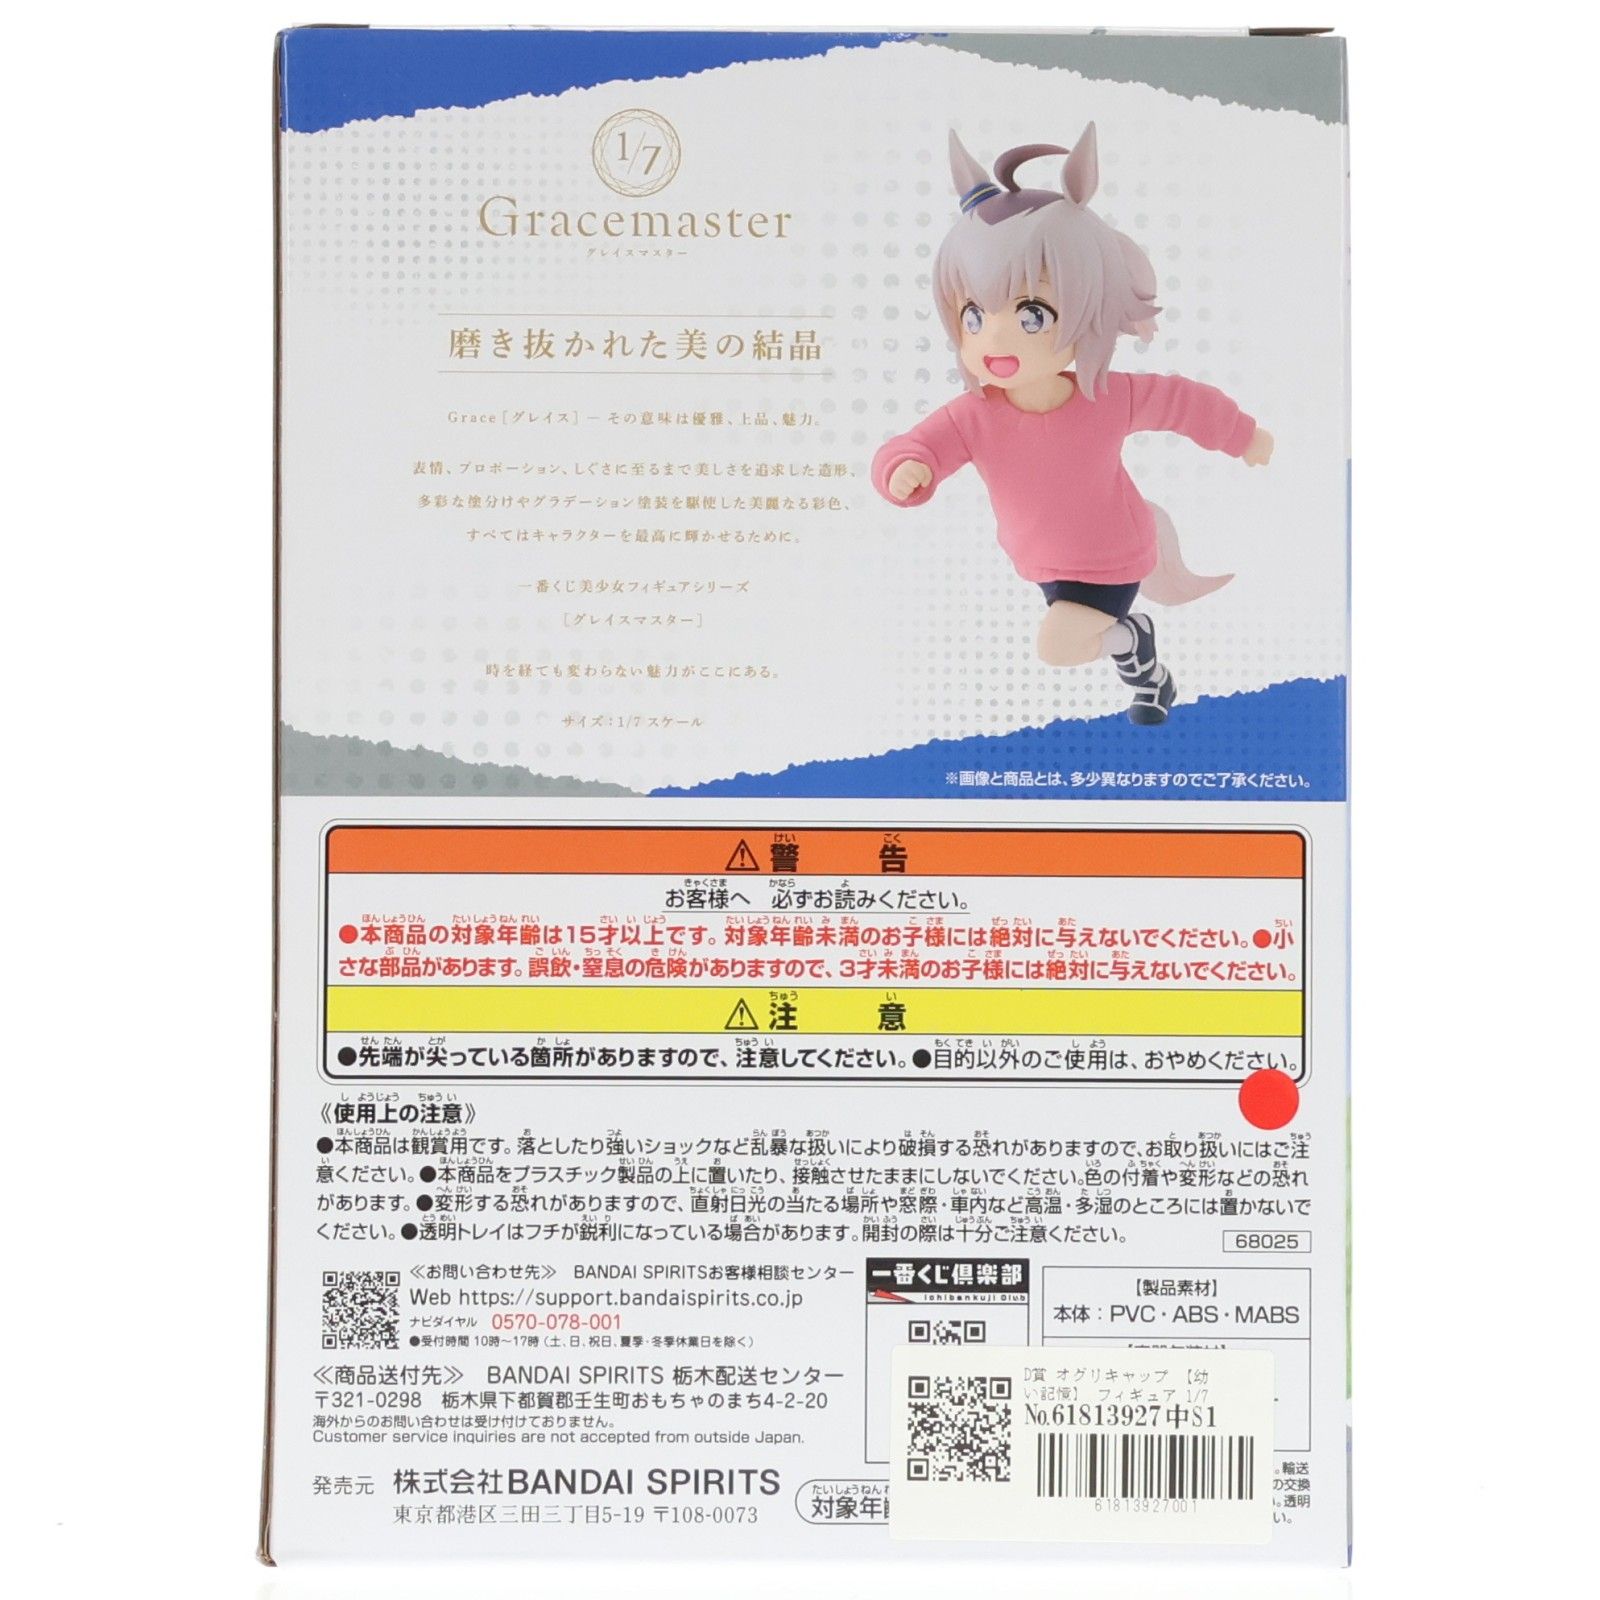 1/7
Gracemaster
グレイスマスター
磨き抜かれた美の結晶
Grace［グレイス］― その意味は優雅、上品、魅力。
表情、プロポーション、しぐさに至るまで美しさを追求した造形、
多彩な塗分けやグラデーション塗装を駆使した美麗なる彩色、
すべてはキャラクターを最高に輝かせるために。
一番くじ美少女フィギュアシリーズ
［グレイスマスター］
時を経ても変わらない魅力がここにある。
サイズ：1/7スケール
※画像と商品とは、多少異なりますのでご了承ください。
⚠警告
お客様へ 必ずお読みください。
●本商品の対象年齢は15才以上です。対象年齢未満のお子様には絶対に与えないでください。●小
さな部品があります。誤飲・窒息の危険がありますので、3才未満のお子様には絶対に与えないでください。
⚠注意
●先端が尖っている箇所がありますので、注意してください。●目的以外のご使用は、おやめください。
《使用上の注意》
●本商品は観賞用です。落としたり強いショックなど乱暴な扱いにより破損する恐れがありますので、お取り扱いにはご注
意ください。●本商品をプラスチック製品の上に置いたり、接触させたままにしないでください。色の付着や変形などの恐れ
があります。●変形する恐れがありますので、直射日光の当たる場所や窓際・車内など高温・多湿のところには置かないで
ください。●透明トレイはフチが鋭利になっている場合があります。開封の際は十分ご注意ください。
68025
≪お問い合わせ先≫ BANDAI SPIRITSお客様相談センター
Web https://support.bandaispirits.co.jp
ナビダイヤル 0570-078-001
●受付時間 10時～17時（土、日、祝日、夏季・冬季休業日を除く）
≪商品送付先≫ BANDAI SPIRITS 栃木配送センター
〒321-0298 栃木県下都賀郡壬生町おもちゃのまち4-2-20
海外からのお問い合わせは受け付けておりません。
Customer service inquiries are not accepted from outside Japan.
発売元 株式会社BANDAI SPIRITS
東京都港区三田三丁目5-19 〒108-0073
一番くじ倶楽部
ichibankuji Club
【製品素材】
本体：PVC・ABS・MABS
D賞 オグリキャップ 【幼
い記憶】 フィギュア 1/7
No.61813927中S1
61813927001
対象年
輸送
の交換
透明
い。